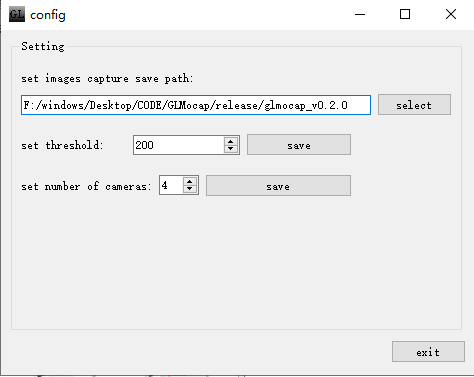 GL config
Setting
set images capture save path:
F:/windows/Desktop/CODE/GLMocap/release/glmocap_v0.2.0 select
set threshold: 200 save
set number of cameras: 4 save
exit